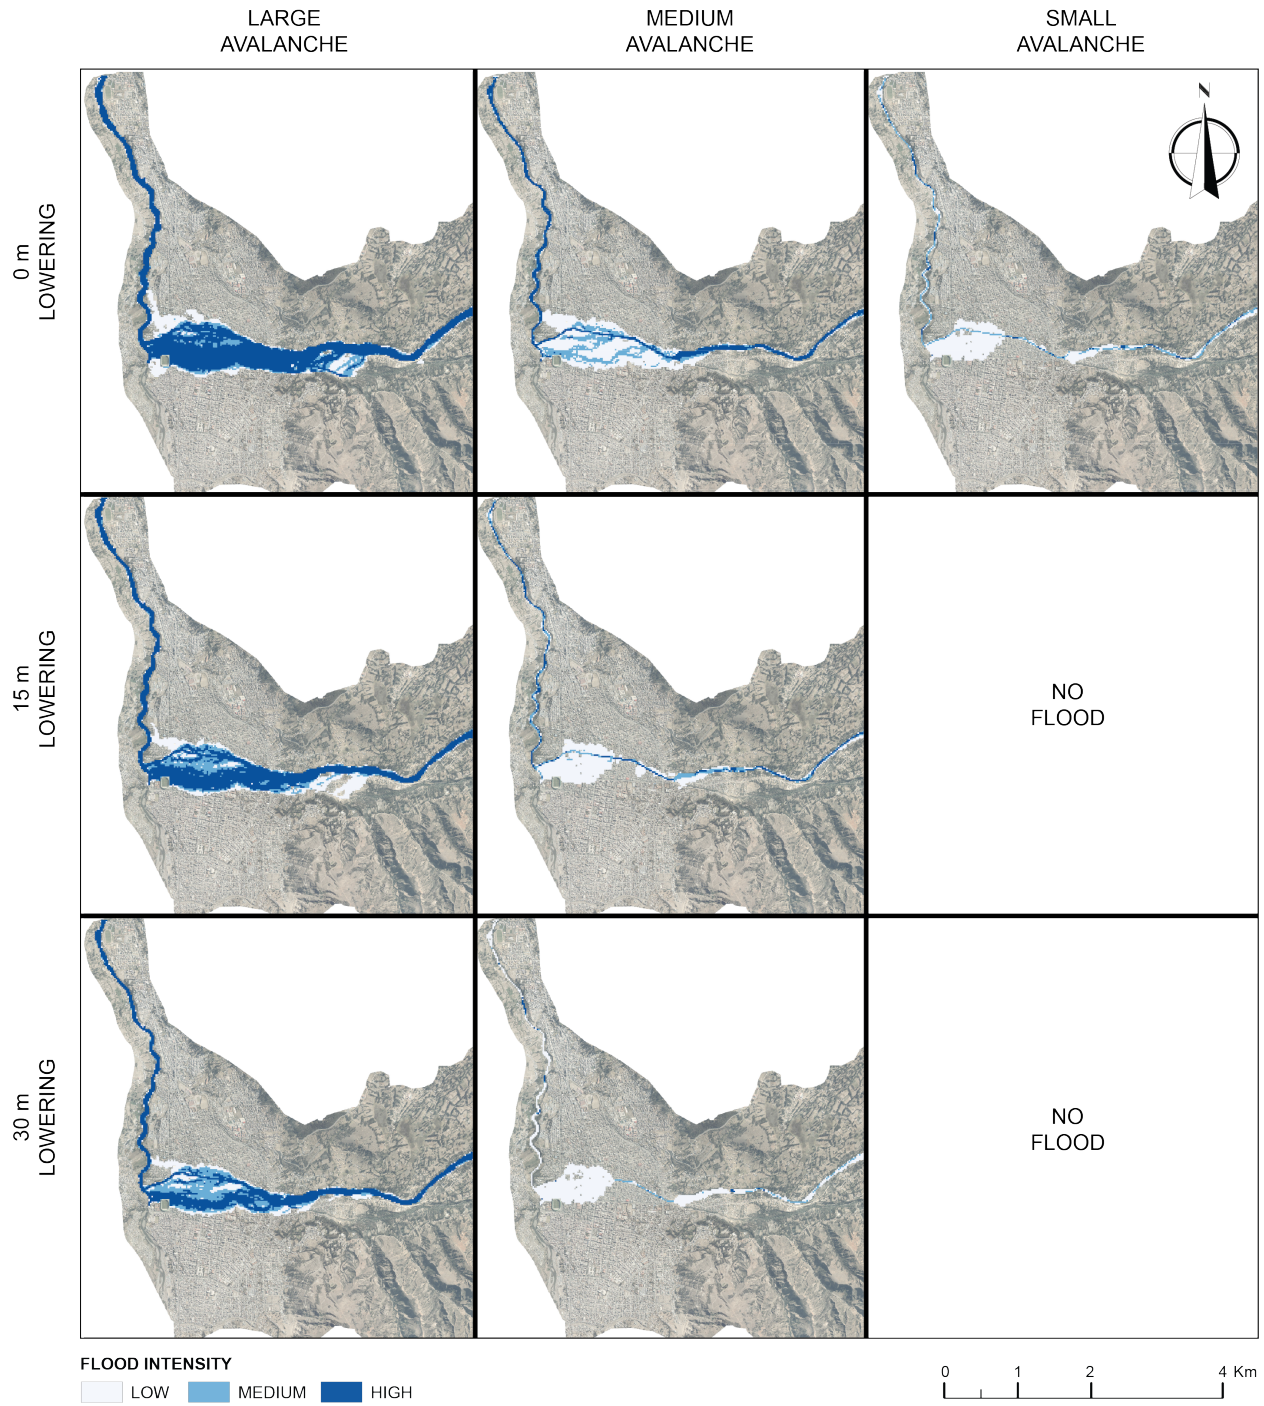 LARGE
AVALANCHE
MEDIUM
AVALANCHE
SMALL
AVALANCHE
N
0 m
LOWERING
15 m
LOWERING
NO
FLOOD
30 m
LOWERING
NO
FLOOD
FLOOD INTENSITY
LOW MEDIUM HIGH
0 1 2 4 Km